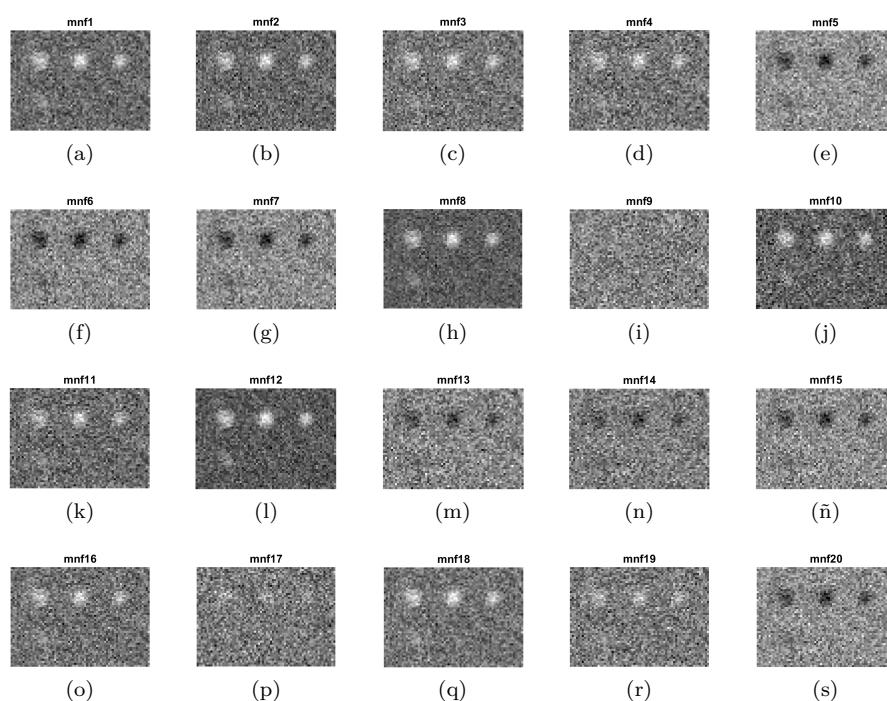 mnf1 mnf2 mnf3 mnf4 mnf5
(a) (b) (c) (d) (e)
mnf6 mnf7 mnf8 mnf9 mnf10
(f) (g) (h) (i) (j)
mnf11 mnf12 mnf13 mnf14 mnf15
(k) (l) (m) (n) (ñ)
mnf16 mnf17 mnf18 mnf19 mnf20
(o) (p) (q) (r) (s)